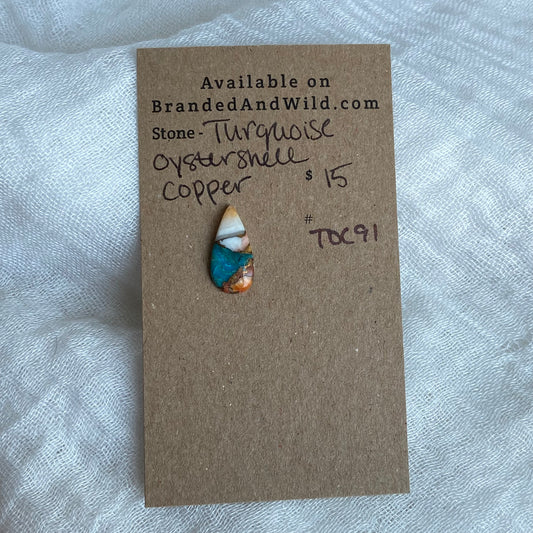 Available on
BrandedAndWild.com
Stone - Turquoise
oystershell
copper $ 15
#
TOC91